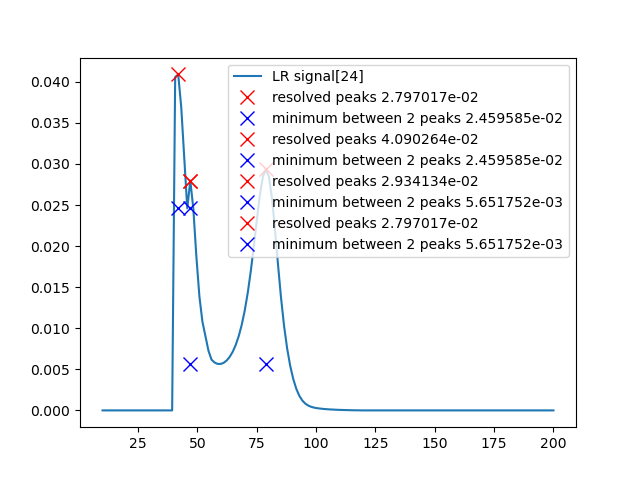 LR signal[24]
resolved peaks 2.797017e-02
minimum between 2 peaks 2.459585e-02
resolved peaks 4.090264e-02
minimum between 2 peaks 2.459585e-02
resolved peaks 2.934134e-02
minimum between 2 peaks 5.651752e-03
resolved peaks 2.797017e-02
minimum between 2 peaks 5.651752e-03
0.040
0.035
0.030
0.025
0.020
0.015
0.010
0.005
0.000
25 50 75 100 125 150 175 200